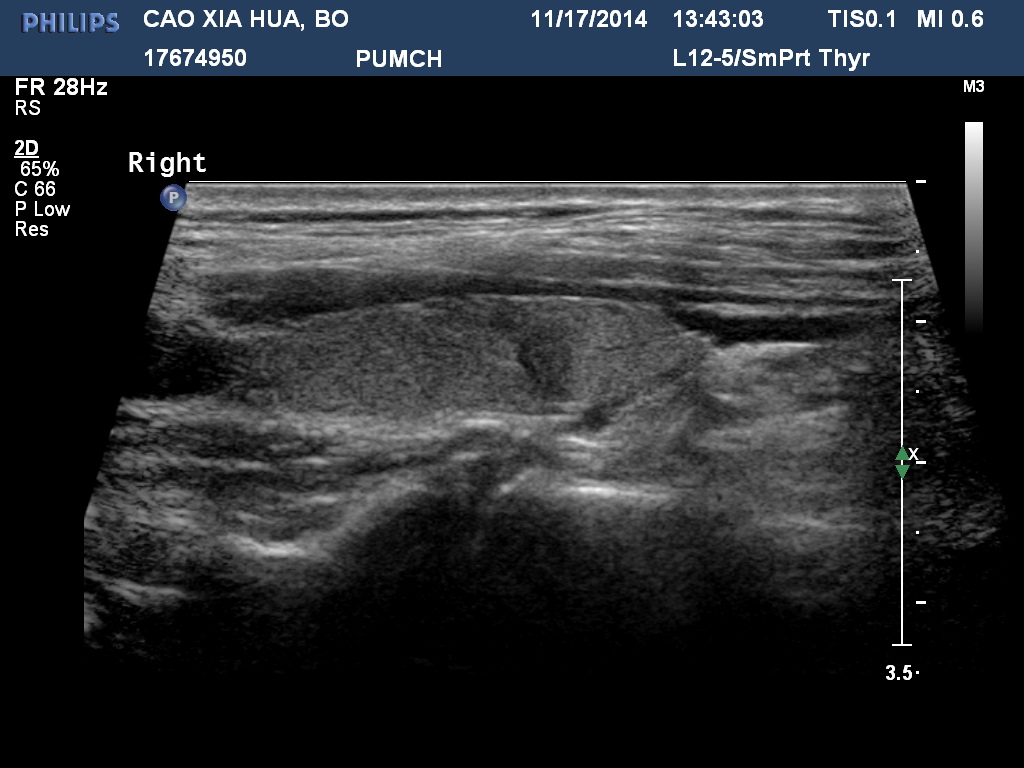 PHILIPS CAO XIA HUA, BO 11/17/2014 13:43:03 TIS0.1 MI 0.6
17674950 PUMCH L12-5/SmPrt Thyr
FR 28Hz M3
RS
2D
65%
C 66
P Low
Res
Right
P
X
3.5